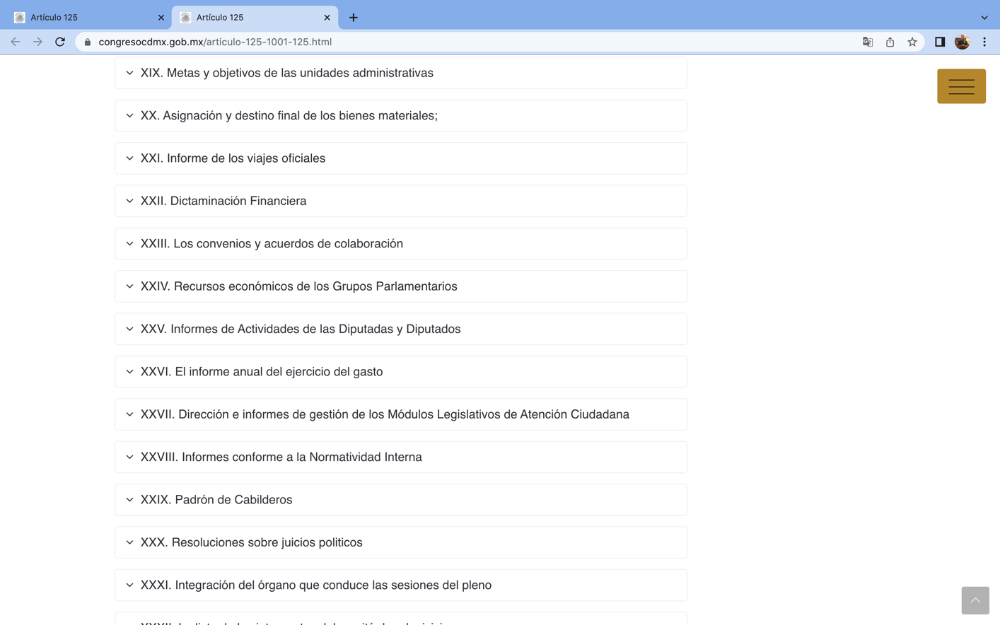 Artículo 125
Artículo 125
congresocdmx.gob.mx/articulo-125-1001-125.html
XIX. Metas y objetivos de las unidades administrativas
XX. Asignación y destino final de los bienes materiales;
XXI. Informe de los viajes oficiales
XXII. Dictaminación Financiera
XXIII. Los convenios y acuerdos de colaboración
XXIV. Recursos económicos de los Grupos Parlamentarios
XXV. Informes de Actividades de las Diputadas y Diputados
XXVI. El informe anual del ejercicio del gasto
XXVII. Dirección e informes de gestión de los Módulos Legislativos de Atención Ciudadana
XXVIII. Informes conforme a la Normatividad Interna
XXIX. Padrón de Cabilderos
XXX. Resoluciones sobre juicios politicos
XXXI. Integración del órgano que conduce las sesiones del pleno